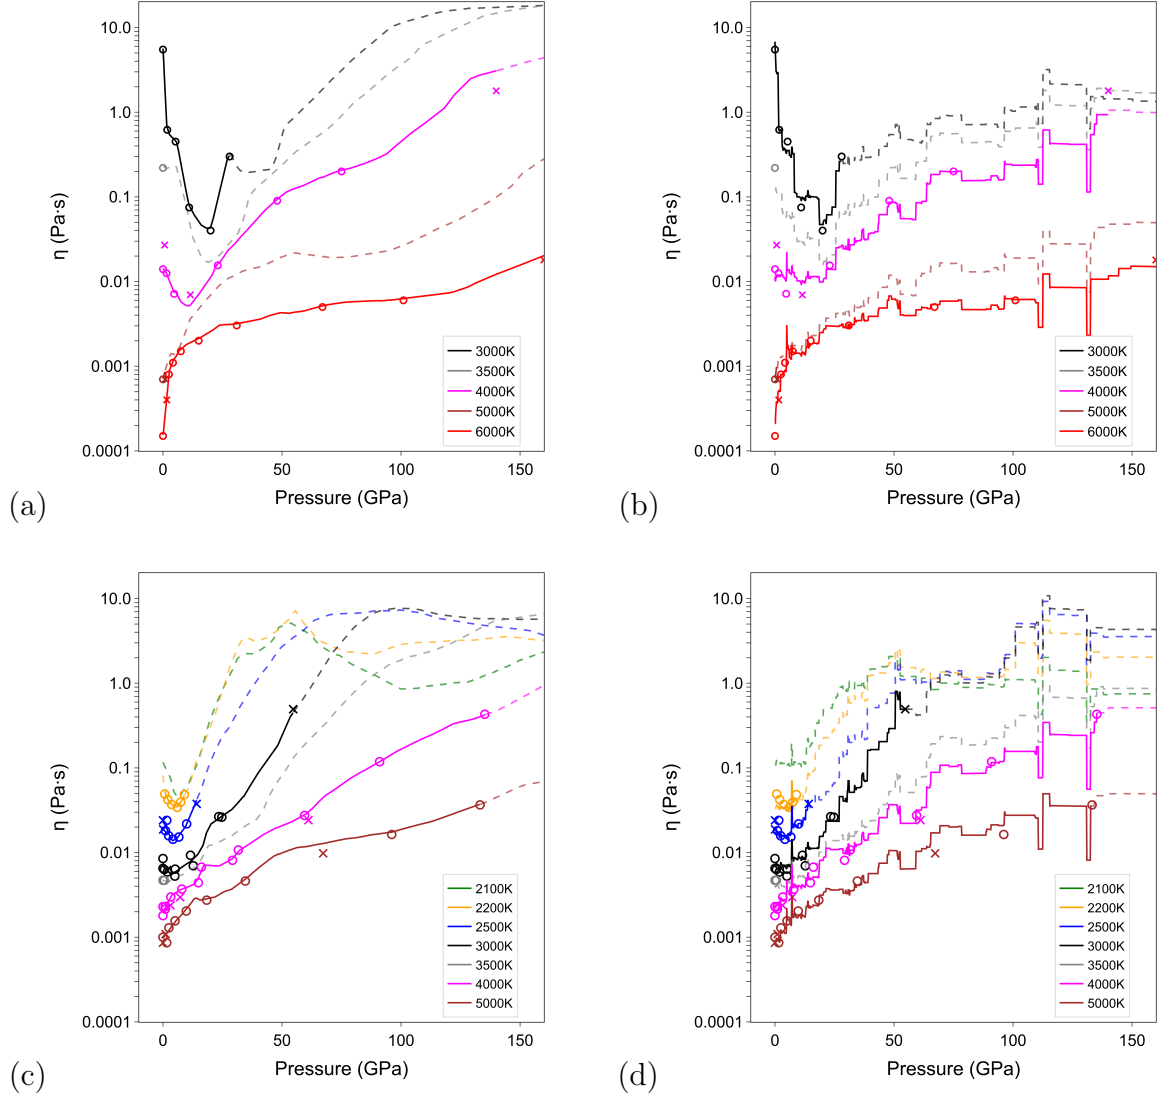 10.0
1.0
0.1
0.01
0.001
0.0001
η (Pa·s)
0
50
100
150
Pressure (GPa)
3000K
3500K
4000K
5000K
6000K
(a)
10.0
1.0
0.1
0.01
0.001
0.0001
η (Pa·s)
0
50
100
150
Pressure (GPa)
3000K
3500K
4000K
5000K
6000K
(b)
10.0
1.0
0.1
0.01
0.001
0.0001
η (Pa·s)
0
50
100
150
Pressure (GPa)
2100K
2200K
2500K
3000K
3500K
4000K
5000K
(c)
10.0
1.0
0.1
0.01
0.001
0.0001
η (Pa·s)
0
50
100
150
Pressure (GPa)
2100K
2200K
2500K
3000K
3500K
4000K
5000K
(d)